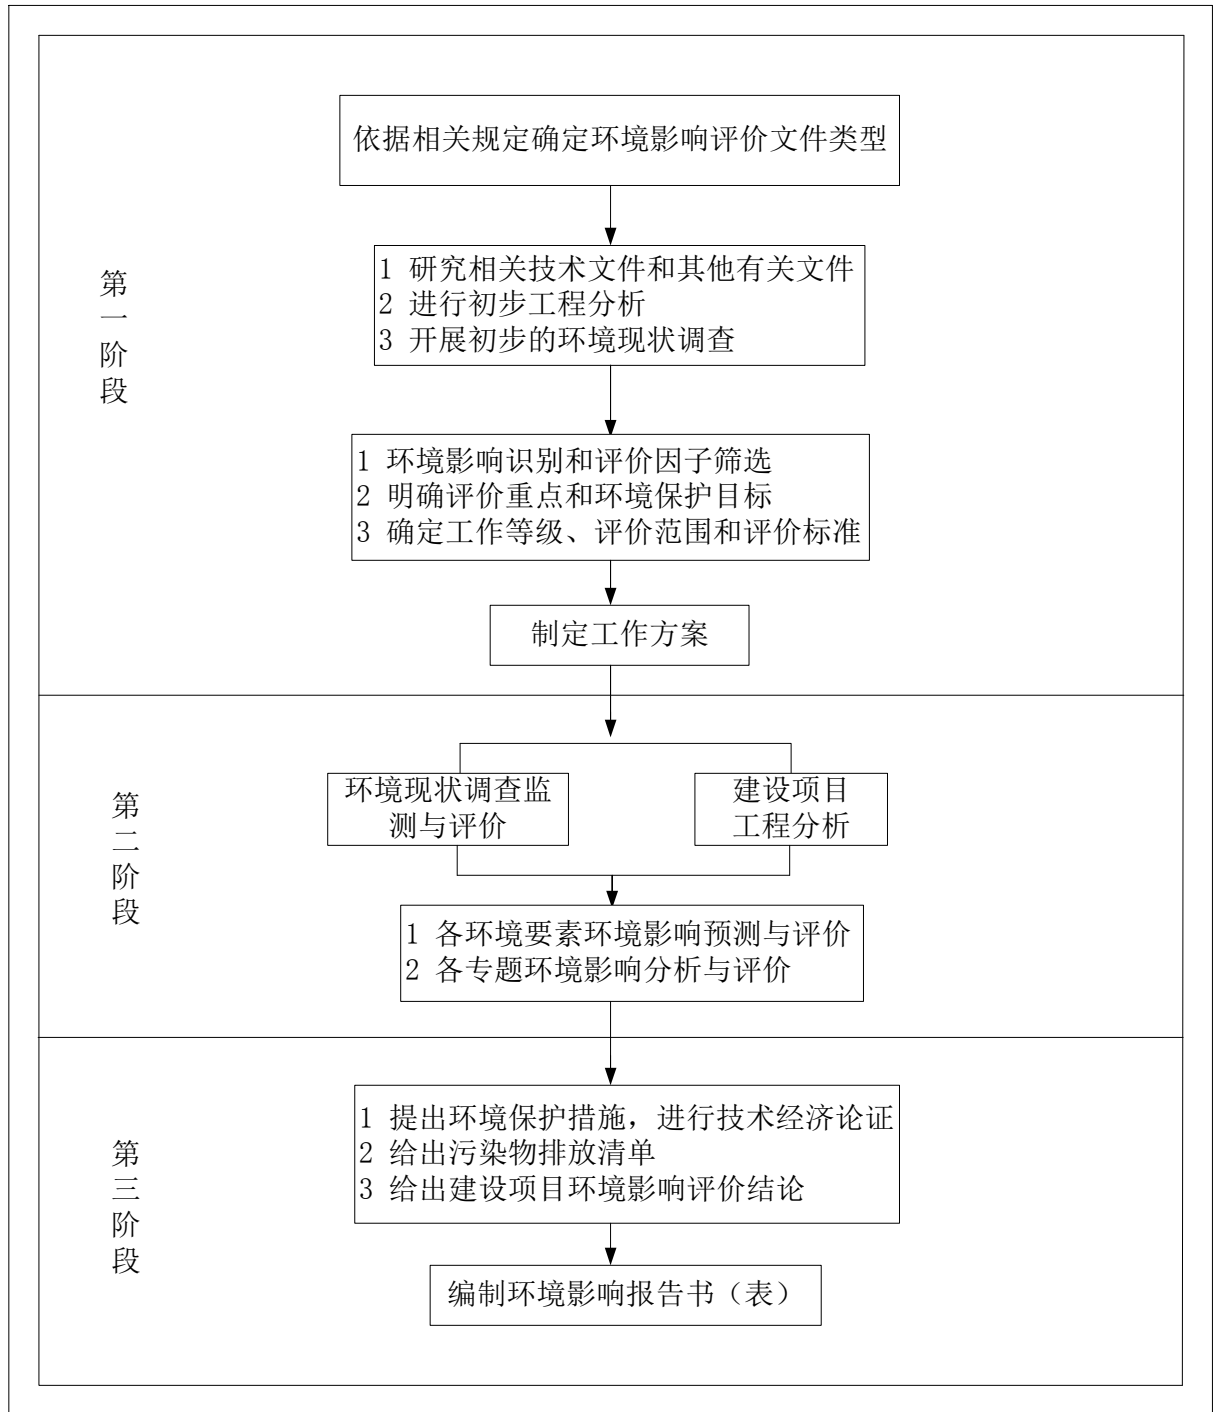 依据相关规定确定环境影响评价文件类型
第一阶段
1 研究相关技术文件和其他有关文件
2 进行初步工程分析
3 开展初步的环境现状调查
1 环境影响识别和评价因子筛选
2 明确评价重点和环境保护目标
3 确定工作等级、评价范围和评价标准
制定工作方案
第二阶段
环境现状调查监
测与评价
建设项目
工程分析
1 各环境要素环境影响预测与评价
2 各专题环境影响分析与评价
第三阶段
1 提出环境保护措施，进行技术经济论证
2 给出污染物排放清单
3 给出建设项目环境影响评价结论
编制环境影响报告书（表）